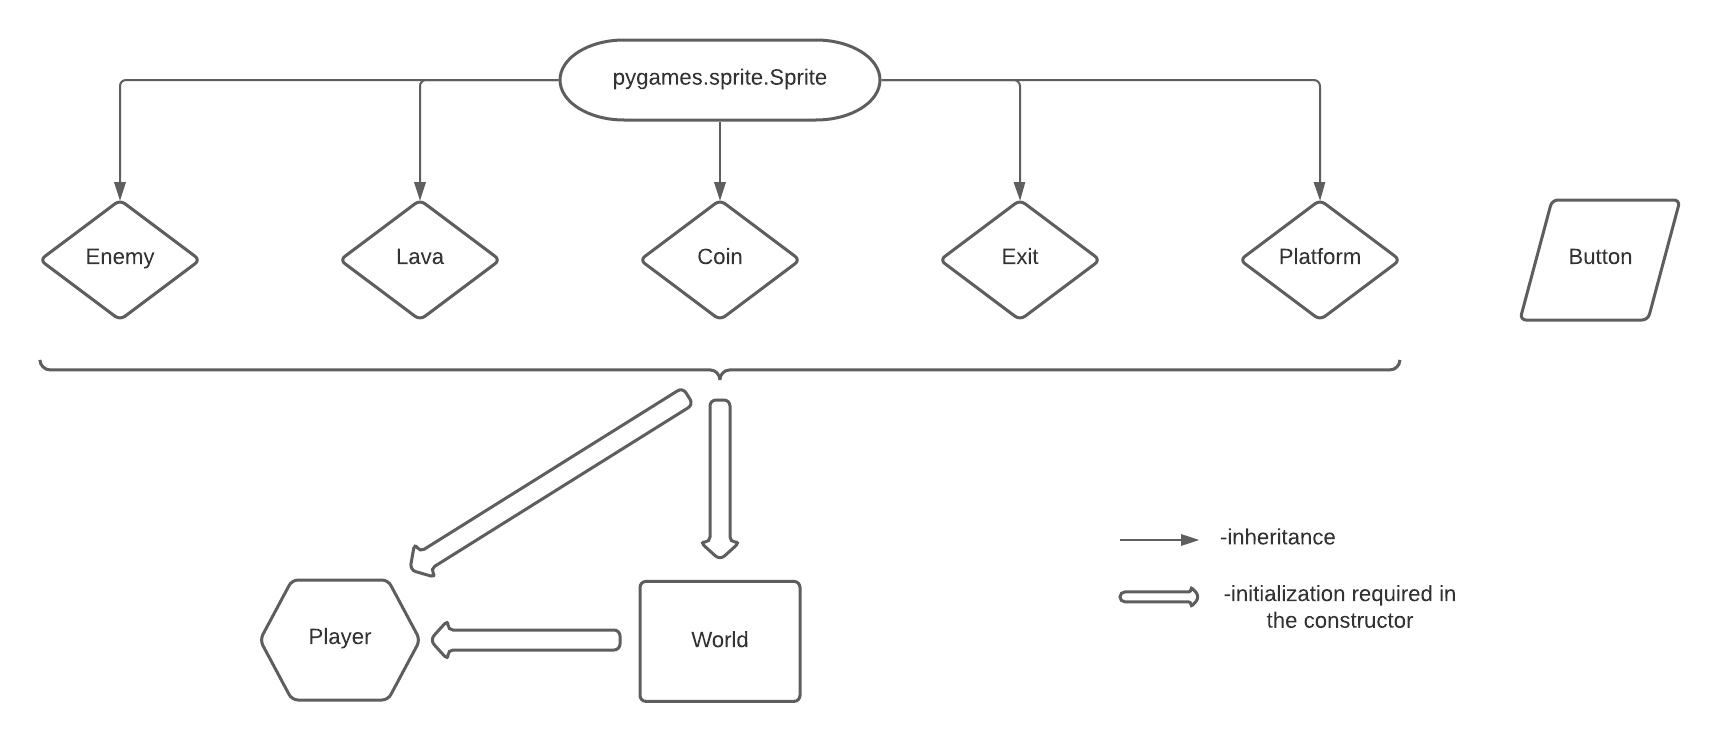 pygames.sprite.Sprite
Enemy
Lava
Coin
Exit
Platform
Button
-inheritance
-initialization required in
the constructor
Player
World